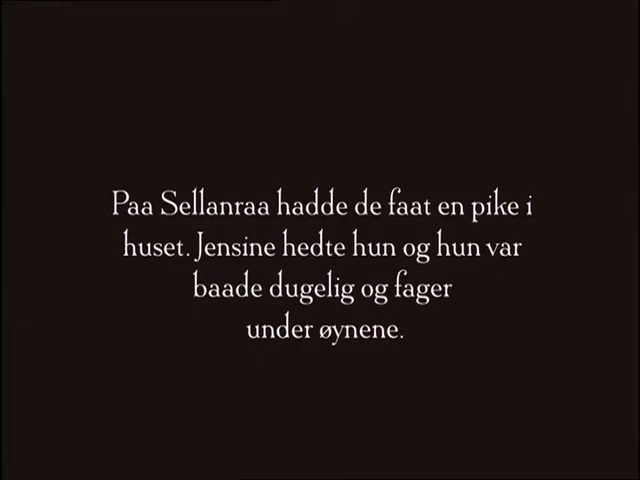 Paa Sellanraa hadde de faat en pike i
huset. Jensine hedte hun og hun var
baade dugelig og fager
under øynene.